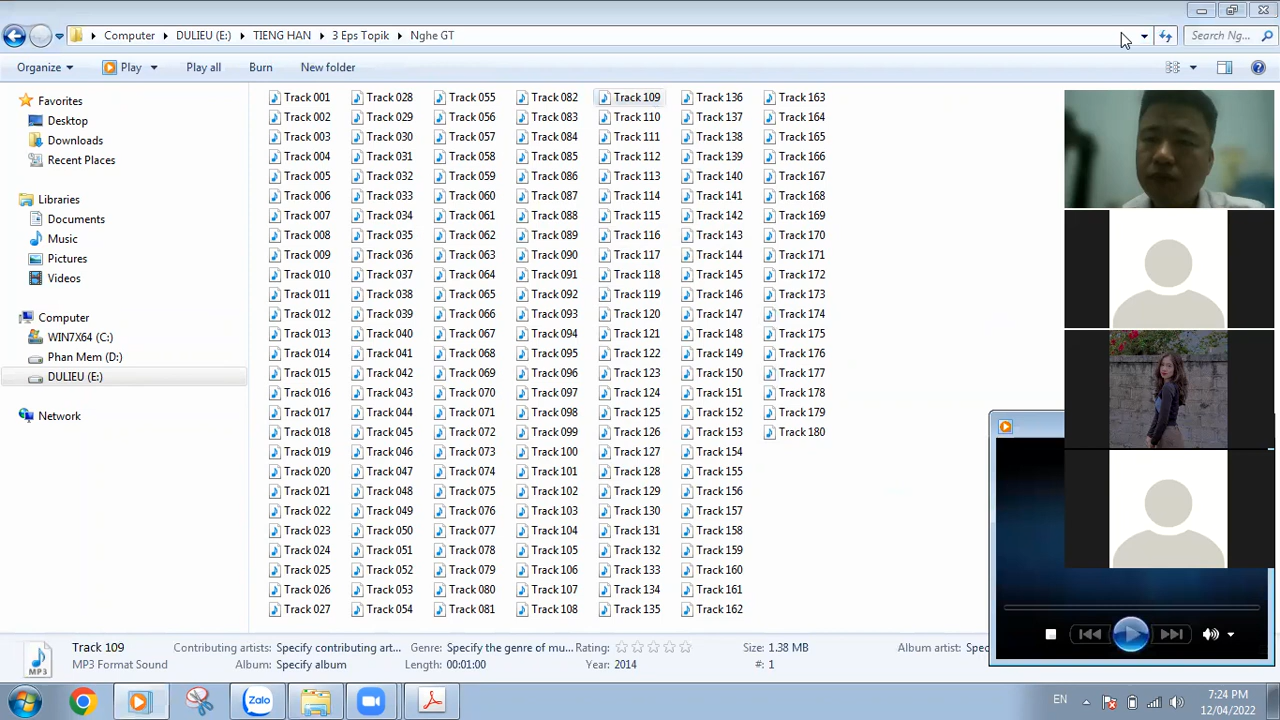 Computer DULIEU (E:) TIENG HAN 3 Eps Topik Nghe GT Search Ng...
Organize Play Play all Burn New folder
Favorites
Desktop
Downloads
Recent Places
Libraries
Documents
Music
Pictures
Videos
Computer
WIN7X64 (C:)
Phan Mem (D:)
DULIEU (E:)
Network
Track 001 Track 028 Track 055 Track 082 Track 109 Track 136 Track 163
Track 002 Track 029 Track 056 Track 083 Track 110 Track 137 Track 164
Track 003 Track 030 Track 057 Track 084 Track 111 Track 138 Track 165
Track 004 Track 031 Track 058 Track 085 Track 112 Track 139 Track 166
Track 005 Track 032 Track 059 Track 086 Track 113 Track 140 Track 167
Track 006 Track 033 Track 060 Track 087 Track 114 Track 141 Track 168
Track 007 Track 034 Track 061 Track 088 Track 115 Track 142 Track 169
Track 008 Track 035 Track 062 Track 089 Track 116 Track 143 Track 170
Track 009 Track 036 Track 063 Track 090 Track 117 Track 144 Track 171
Track 010 Track 037 Track 064 Track 091 Track 118 Track 145 Track 172
Track 011 Track 038 Track 065 Track 092 Track 119 Track 146 Track 173
Track 012 Track 039 Track 066 Track 093 Track 120 Track 147 Track 174
Track 013 Track 040 Track 067 Track 094 Track 121 Track 148 Track 175
Track 014 Track 041 Track 068 Track 095 Track 122 Track 149 Track 176
Track 015 Track 042 Track 069 Track 096 Track 123 Track 150 Track 177
Track 016 Track 043 Track 070 Track 097 Track 124 Track 151 Track 178
Track 017 Track 044 Track 071 Track 098 Track 125 Track 152 Track 179
Track 018 Track 045 Track 072 Track 099 Track 126 Track 153 Track 180
Track 019 Track 046 Track 073 Track 100 Track 127 Track 154
Track 020 Track 047 Track 074 Track 101 Track 128 Track 155
Track 021 Track 048 Track 075 Track 102 Track 129 Track 156
Track 022 Track 049 Track 076 Track 103 Track 130 Track 157
Track 023 Track 050 Track 077 Track 104 Track 131 Track 158
Track 024 Track 051 Track 078 Track 105 Track 132 Track 159
Track 025 Track 052 Track 079 Track 106 Track 133 Track 160
Track 026 Track 053 Track 080 Track 107 Track 134 Track 161
Track 027 Track 054 Track 081 Track 108 Track 135 Track 162
Track 109 Contributing artists: Specify contributing art... Genre: Specify the genre of mu... Rating: Size: 1.38 MB Album artist: Spe
MP3 Format Sound Album: Specify album Length: 00:01:00 Year: 2014 #: 1
MP3
Zalo
EN
7:24 PM
12/04/2022